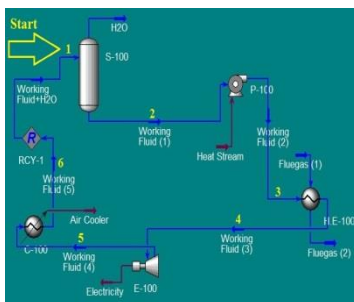 Start
H2O
1
S-100
Working
Fluid+H2O
P-100
2
Working
Fluid (1)
RCY-1
Heat Stream
Working
Fluid (2)
Fluegas (1)
6
Working
Fluid (5)
Air Cooler
3
4
H.E-100
C-100
5
Working
Fluid (4)
Working
Fluid (3)
Fluegas (2)
E-100
Electricity
R